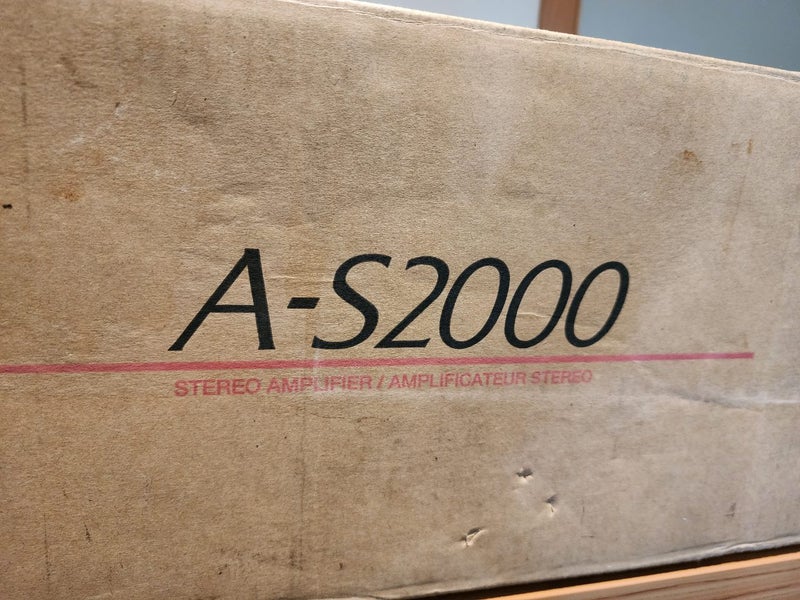 A-S2000
STEREO AMPLIFIER / AMPLIFICATEUR STEREO